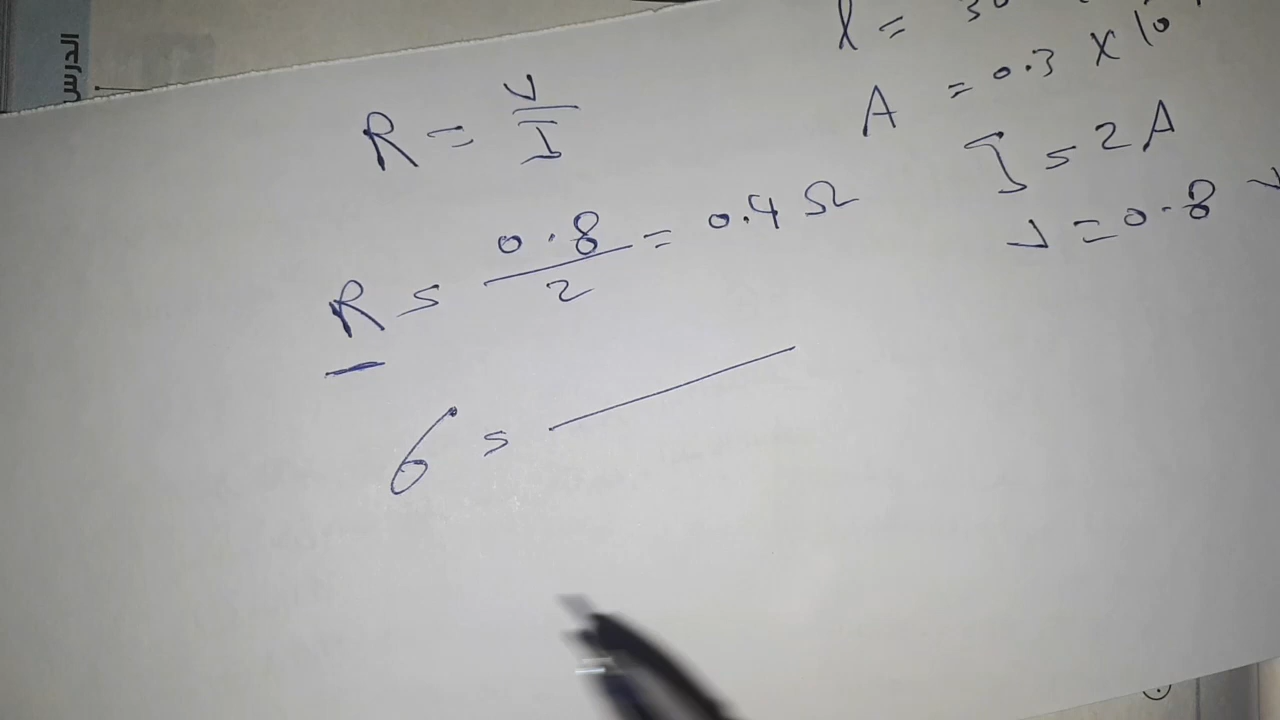 الدرس
l = 30
A = 0.3 × 10
I = 2 A
V = 0.8 V
R = V / I
R = 0.8 / 2 = 0.4 Ω
σ =